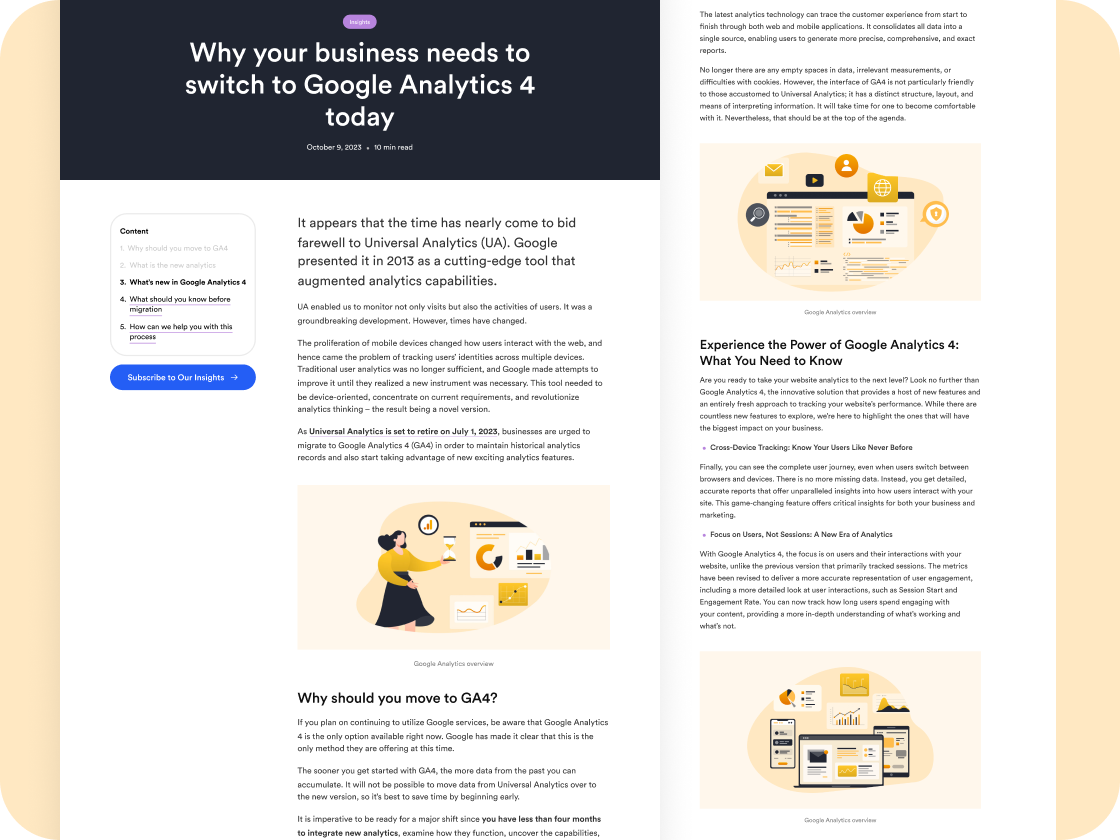 Insights
Why your business needs to
switch to Google Analytics 4
today
October 9, 2023 • 10 min read
Content
1. Why should you move to GA4
2. What is the new analytics
3. What's new in Google Analytics 4
4. What should you know before
migration
5. How can we help you with this
process
Subscribe to Our Insights →
It appears that the time has nearly come to bid
farewell to Universal Analytics (UA). Google
presented it in 2013 as a cutting-edge tool that
augmented analytics capabilities.
UA enabled us to monitor not only visits but also the activities of users. It was a
groundbreaking development. However, times have changed.
The proliferation of mobile devices changed how users interact with the web, and
hence came the problem of tracking users' identities across multiple devices.
Traditional user analytics was no longer sufficient, and Google made attempts to
improve it until they realized a new instrument was necessary. This tool needed to
be device-oriented, concentrate on current requirements, and revolutionize
analytics thinking – the result being a novel version.
As Universal Analytics is set to retire on July 1, 2023, businesses are urged to
migrate to Google Analytics 4 (GA4) in order to maintain historical analytics
records and also start taking advantage of new exciting analytics features.
Google Analytics overview
Why should you move to GA4?
If you plan on continuing to utilize Google services, be aware that Google Analytics
4 is the only option available right now. Google has made it clear that this is the
only method they are offering at this time.
The sooner you get started with GA4, the more data from the past you can
accumulate. It will not be possible to move data from Universal Analytics over to
the new version, so it's best to save time by beginning early.
It is imperative to be ready for a major shift since you have less than four months
to integrate new analytics, examine how they function, uncover the capabilities,
The latest analytics technology can trace the customer experience from start to
finish through both web and mobile applications. It consolidates all data into a
single source, enabling users to generate more precise, comprehensive, and exact
reports.
No longer there are any empty spaces in data, irrelevant measurements, or
difficulties with cookies. However, the interface of GA4 is not particularly friendly
to those accustomed to Universal Analytics; it has a distinct structure, layout, and
means of interpreting information. It will take time for one to become comfortable
with it. Nevertheless, that should be at the top of the agenda.
Google Analytics overview
Experience the Power of Google Analytics 4:
What You Need to Know
Are you ready to take your website analytics to the next level? Look no further than
Google Analytics 4, the innovative solution that provides a host of new features and
an entirely fresh approach to tracking your website's performance. While there are
countless new features to explore, we're here to highlight the ones that will have
the biggest impact on your business.
• Cross-Device Tracking: Know Your Users Like Never Before
Finally, you can see the complete user journey, even when users switch between
browsers and devices. There is no more missing data. Instead, you get detailed,
accurate reports that offer unparalleled insights into how users interact with your
site. This game-changing feature offers critical insights for both your business and
marketing.
• Focus on Users, Not Sessions: A New Era of Analytics
With Google Analytics 4, the focus is on users and their interactions with your
website, unlike the previous version that primarily tracked sessions. The metrics
have been revised to deliver a more accurate representation of user engagement,
including a more detailed look at user interactions, such as Session Start and
Engagement Rate. You can now track how long users spend engaging with
your content, providing a more in-depth understanding of what's working and
what's not.
Google Analytics overview